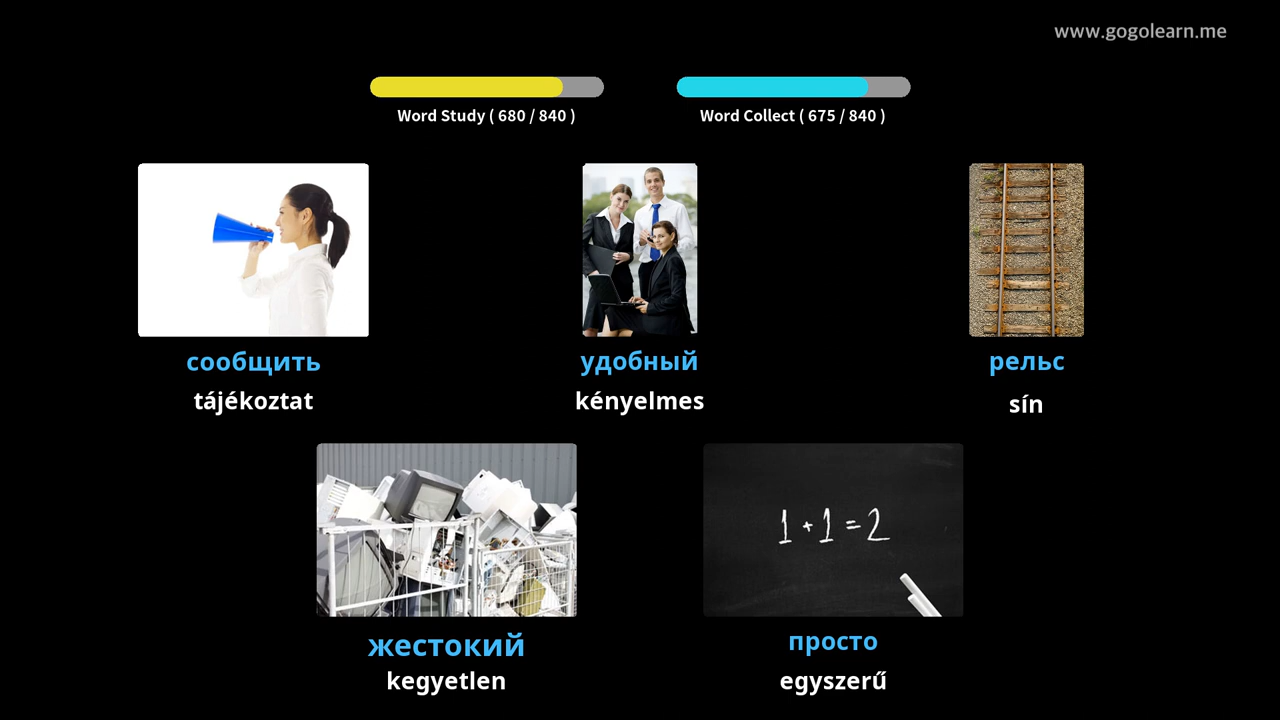 www.gogolearn.me
Word Study ( 680 / 840 )
Word Collect ( 675 / 840 )
сообщить
tájékoztat
удобный
kényelmes
рельс
sín
1 + 1 = 2
жестокий
kegyetlen
просто
egyszerű